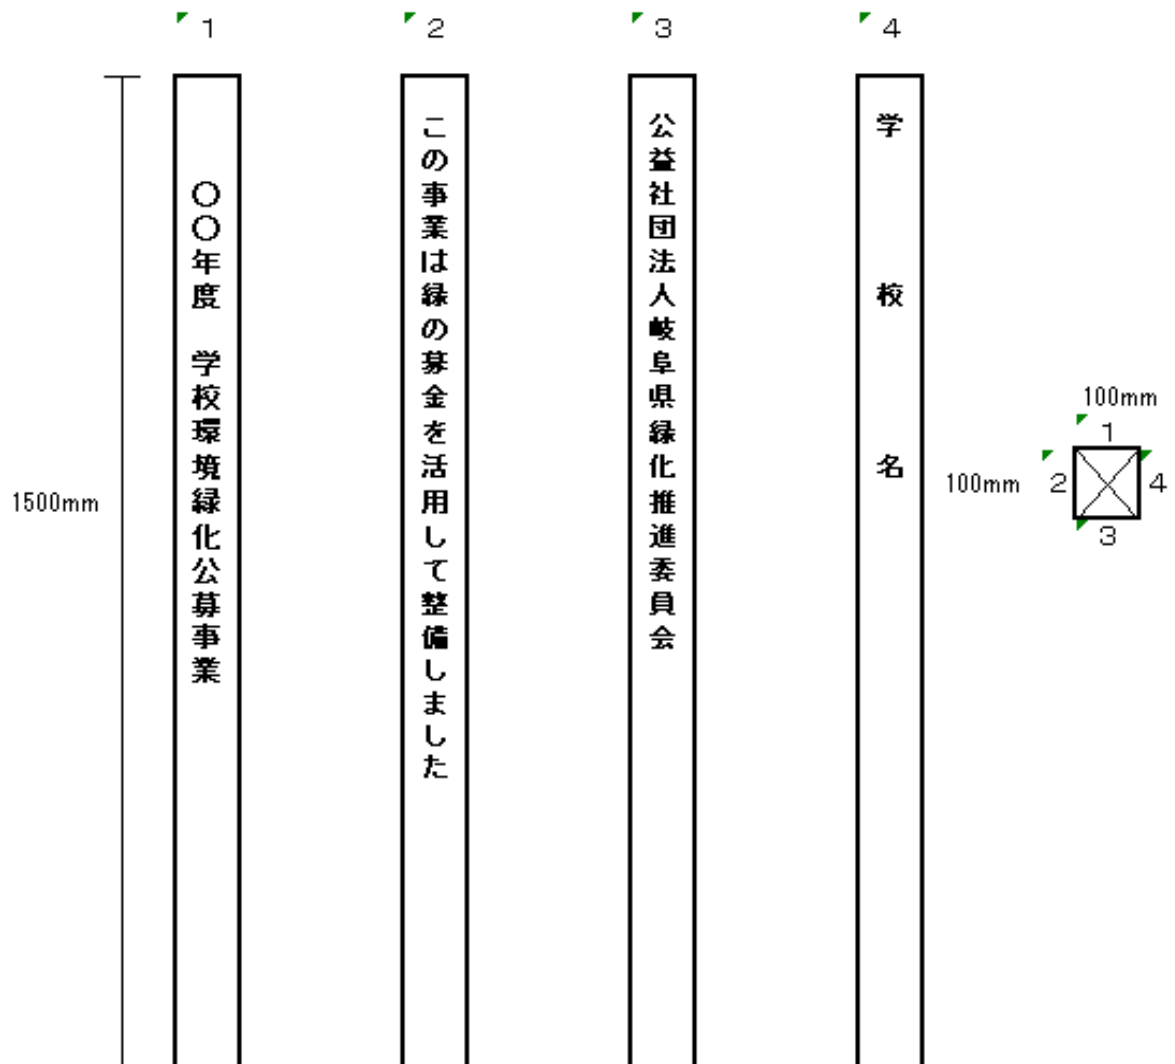 1
2
3
4
〇〇年度　学校環境緑化公募事業
この事業は緑の募金を活用して整備しました
公益社団法人岐阜県緑化推進委員会
学校名
1500mm
100mm
100mm
1
2
4
3